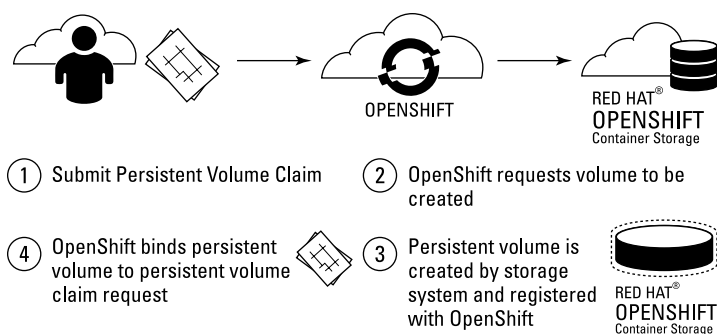 OPENSHIFT
RED HAT®
OPENSHIFT
Container Storage
1 Submit Persistent Volume Claim
2 OpenShift requests volume to be
created
4 OpenShift binds persistent
volume to persistent volume
claim request
3 Persistent volume is
created by storage
system and registered
with OpenShift
RED HAT®
OPENSHIFT
Container Storage